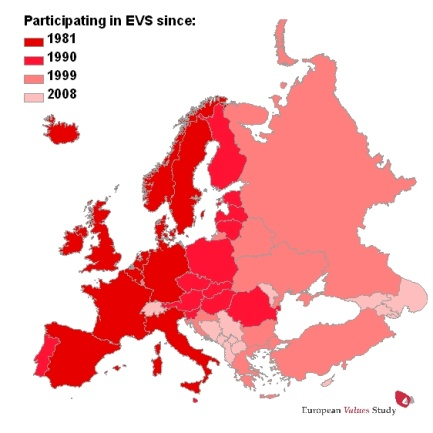 Participating in EVS since:
1981
1990
1999
2008
European Values Study